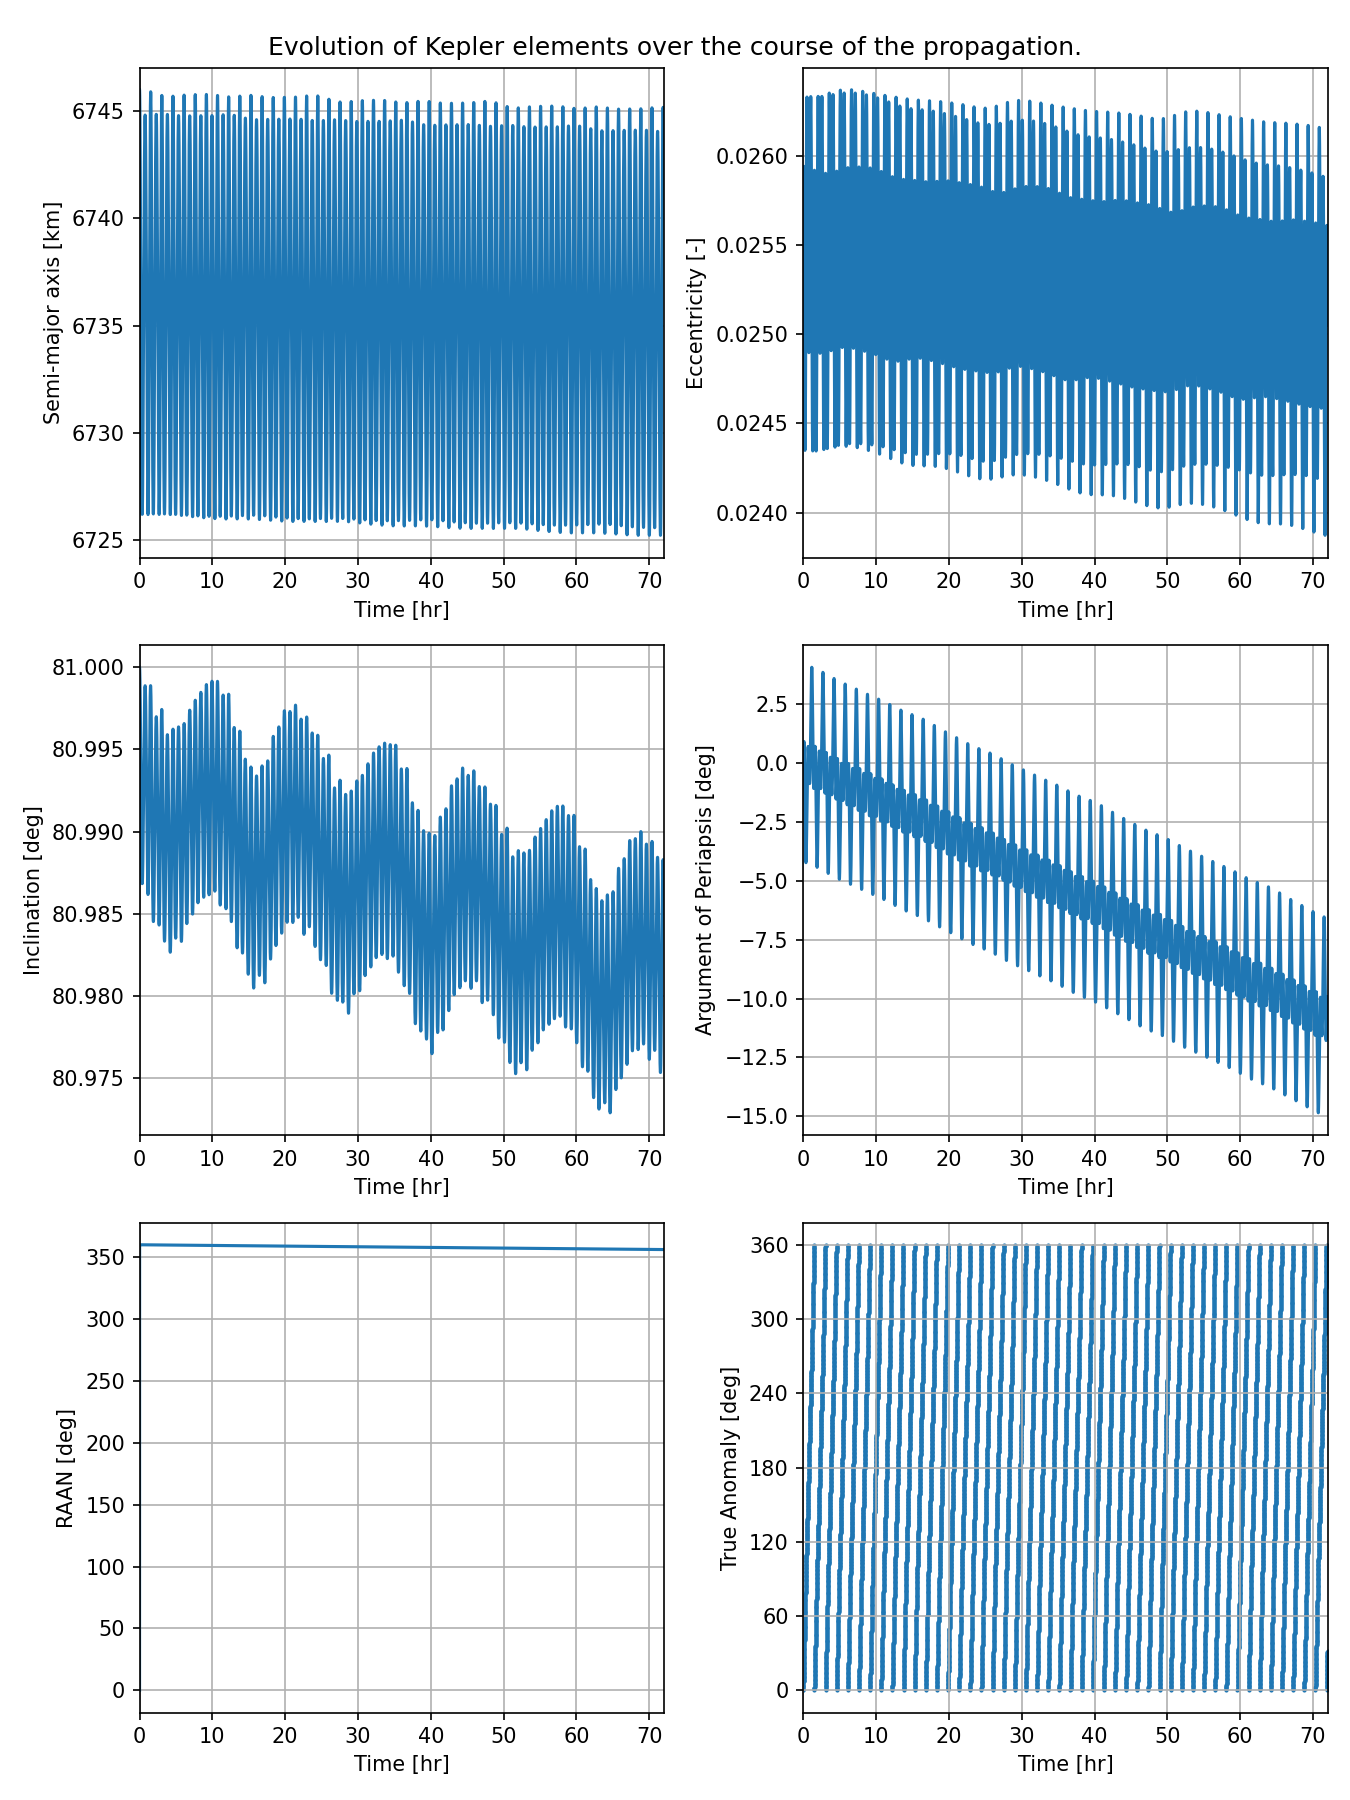 Evolution of Kepler elements over the course of the propagation.
Semi-major axis [km]
6745
6740
6735
6730
6725
0 10 20 30 40 50 60 70
Time [hr]
Eccentricity [-]
0.0260
0.0255
0.0250
0.0245
0.0240
0 10 20 30 40 50 60 70
Time [hr]
Inclination [deg]
81.000
80.995
80.990
80.985
80.980
80.975
0 10 20 30 40 50 60 70
Time [hr]
Argument of Periapsis [deg]
2.5
0.0
−2.5
−5.0
−7.5
−10.0
−12.5
−15.0
0 10 20 30 40 50 60 70
Time [hr]
RAAN [deg]
350
300
250
200
150
100
50
0
0 10 20 30 40 50 60 70
Time [hr]
True Anomaly [deg]
360
300
240
180
120
60
0
0 10 20 30 40 50 60 70
Time [hr]